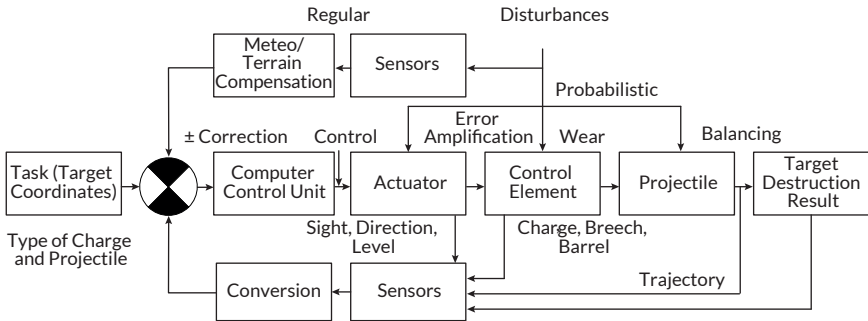 Regular
Disturbances
Meteo/
Terrain
Compensation
Sensors
Probabilistic
± Correction
Control
Error
Amplification
Wear
Balancing
Task (Target
Coordinates)
Computer
Control Unit
Actuator
Control
Element
Projectile
Target
Destruction
Result
Type of Charge
and Projectile
Sight, Direction,
Level
Charge, Breech,
Barrel
Conversion
Sensors
Trajectory